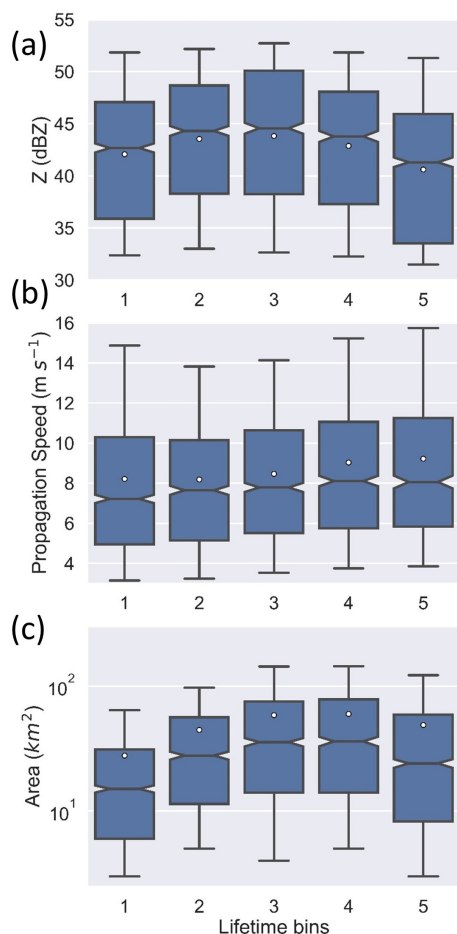 (a)
Z (dBZ)
55
50
45
40
35
30
1 2 3 4 5
(b)
Propagation Speed (m s⁻¹)
16
14
12
10
8
6
4
1 2 3 4 5
(c)
Area (km²)
10²
10¹
1 2 3 4 5
Lifetime bins